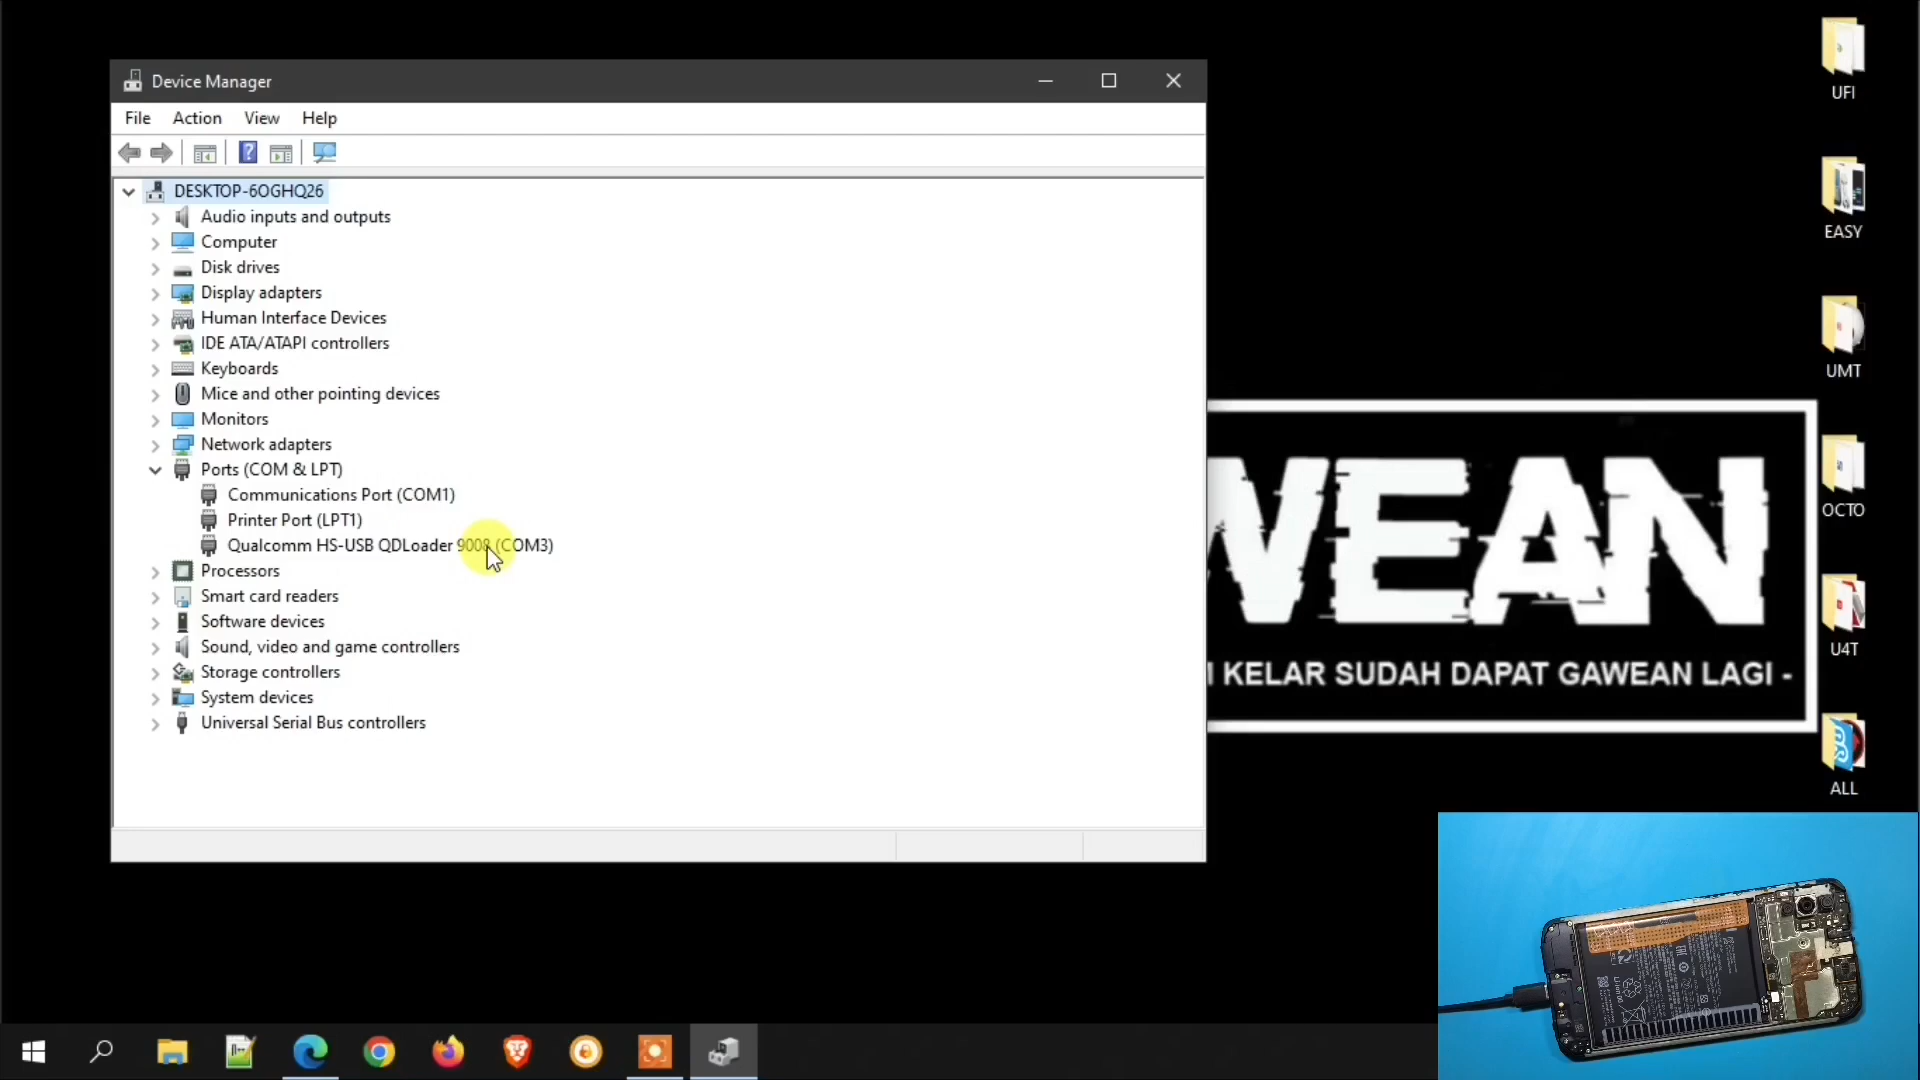 Device Manager
File Action View Help
DESKTOP-6OGHQ26
Audio inputs and outputs
Computer
Disk drives
Display adapters
Human Interface Devices
IDE ATA/ATAPI controllers
Keyboards
Mice and other pointing devices
Monitors
Network adapters
Ports (COM & LPT)
Communications Port (COM1)
Printer Port (LPT1)
Qualcomm HS-USB QDLoader 9008 (COM3)
Processors
Smart card readers
Software devices
Sound, video and game controllers
Storage controllers
System devices
Universal Serial Bus controllers
WEAN
KELAR SUDAH DAPAT GAWEAN LAGI -
UFI
EASY
UMT
OCTO
U4T
ALL